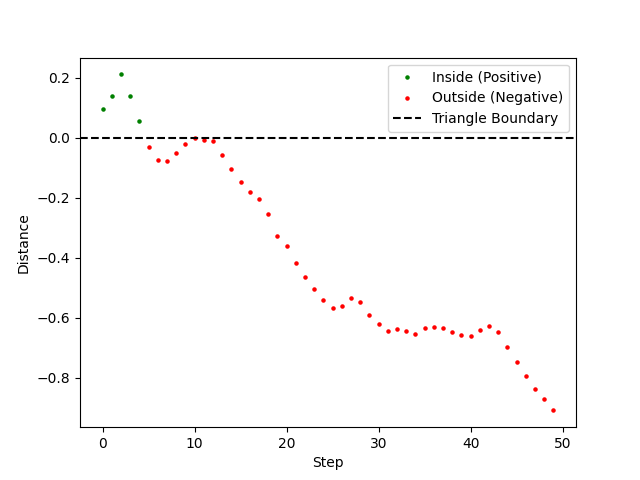 Inside (Positive)
Outside (Negative)
Triangle Boundary
0.2
0.0
−0.2
−0.4
−0.6
−0.8
Distance
0
10
20
30
40
50
Step